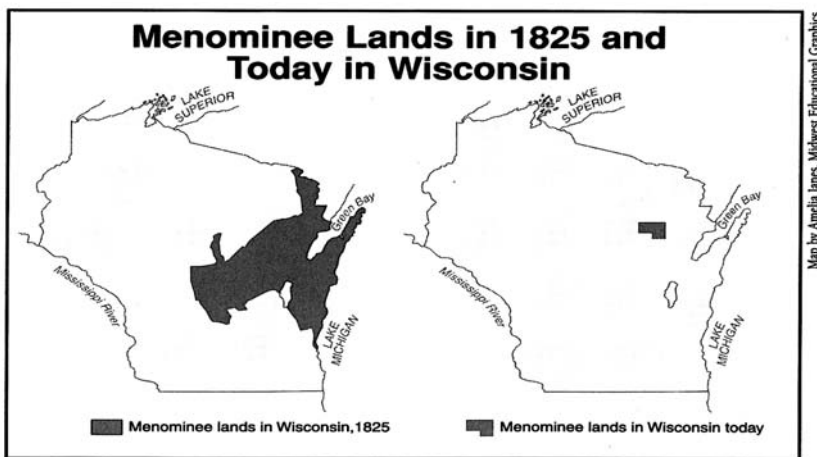 Menominee Lands in 1825 and
Today in Wisconsin
LAKE
SUPERIOR
Green Bay
Mississippi River
LAKE
MICHIGAN
Menominee lands in Wisconsin,1825
LAKE
SUPERIOR
Green Bay
Mississippi River
LAKE
MICHIGAN
Menominee lands in Wisconsin today
Map by Amelia Janes, Midwest Educational Graphics